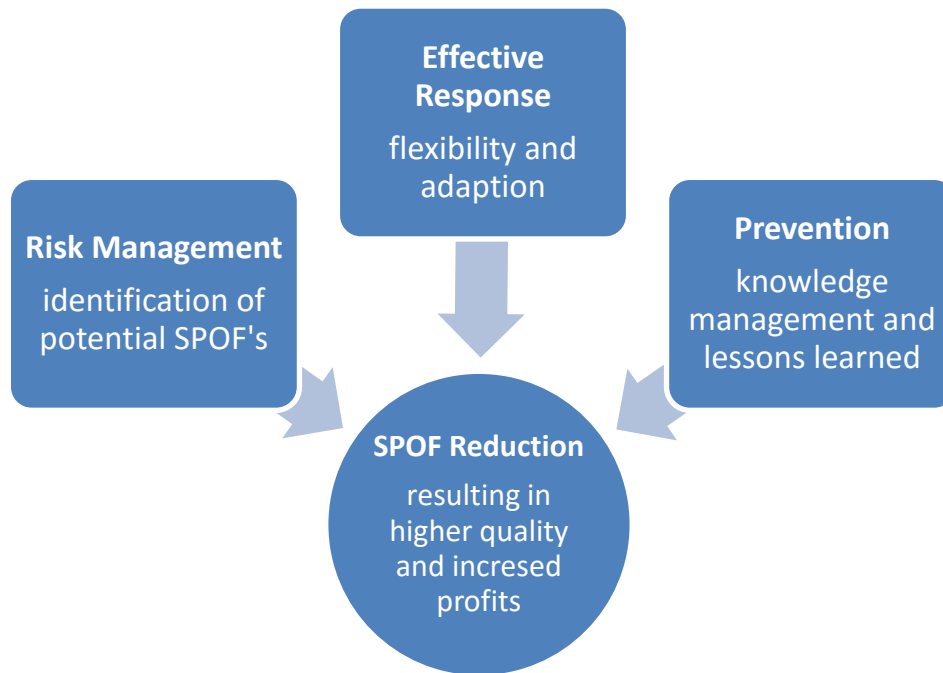 Effective
Response
flexibility and
adaption
Risk Management
identification of
potential SPOF's
Prevention
knowledge
management and
lessons learned
SPOF Reduction
resulting in
higher quality
and incresed
profits